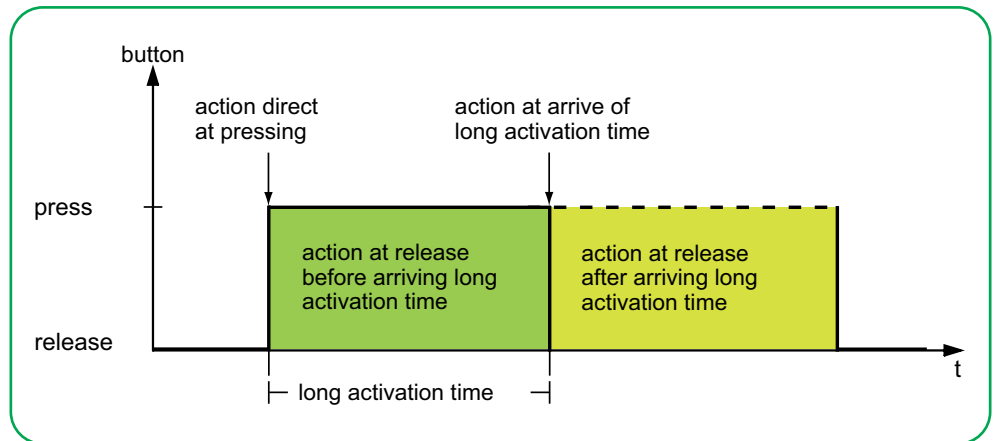 button
action direct
at pressing
action at arrive of
long activation time
press
action at release
before arriving long
activation time
action at release
after arriving long
activation time
release
t
long activation time